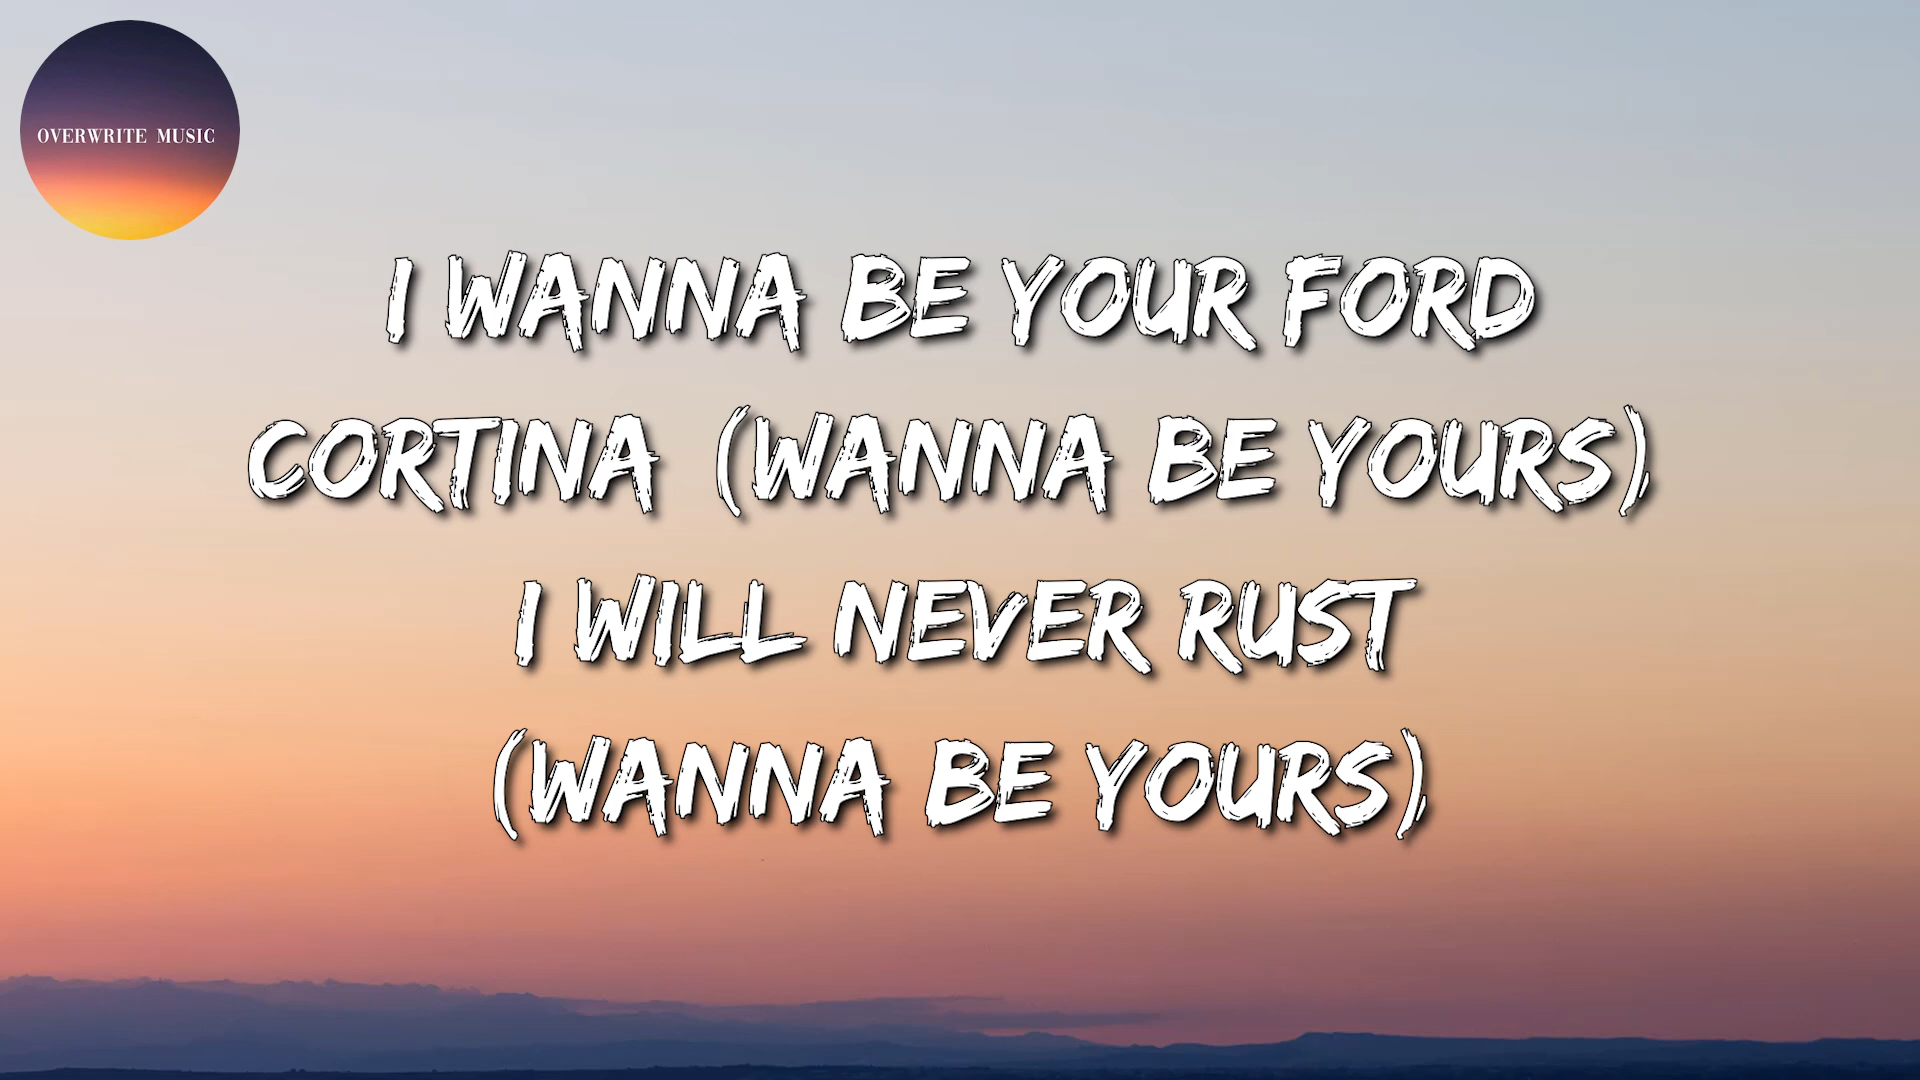 OVERWRITE MUSIC
I WANNA BE YOUR FORD
CORTINA (WANNA BE YOURS)
I WILL NEVER RUST
(WANNA BE YOURS)